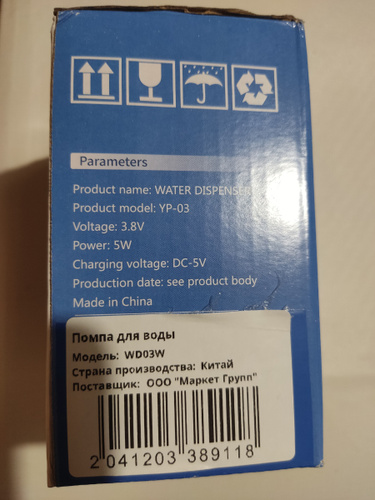 Parameters
Product name: WATER DISPENSER
Product model: YP-03
Voltage: 3.8V
Power: 5W
Charging voltage: DC-5V
Production date: see product body
Made in China
Помпа для воды
Модель: WD03W
Страна производства: Китай
Поставщик: ООО "Маркет Групп"
2 041203 389118